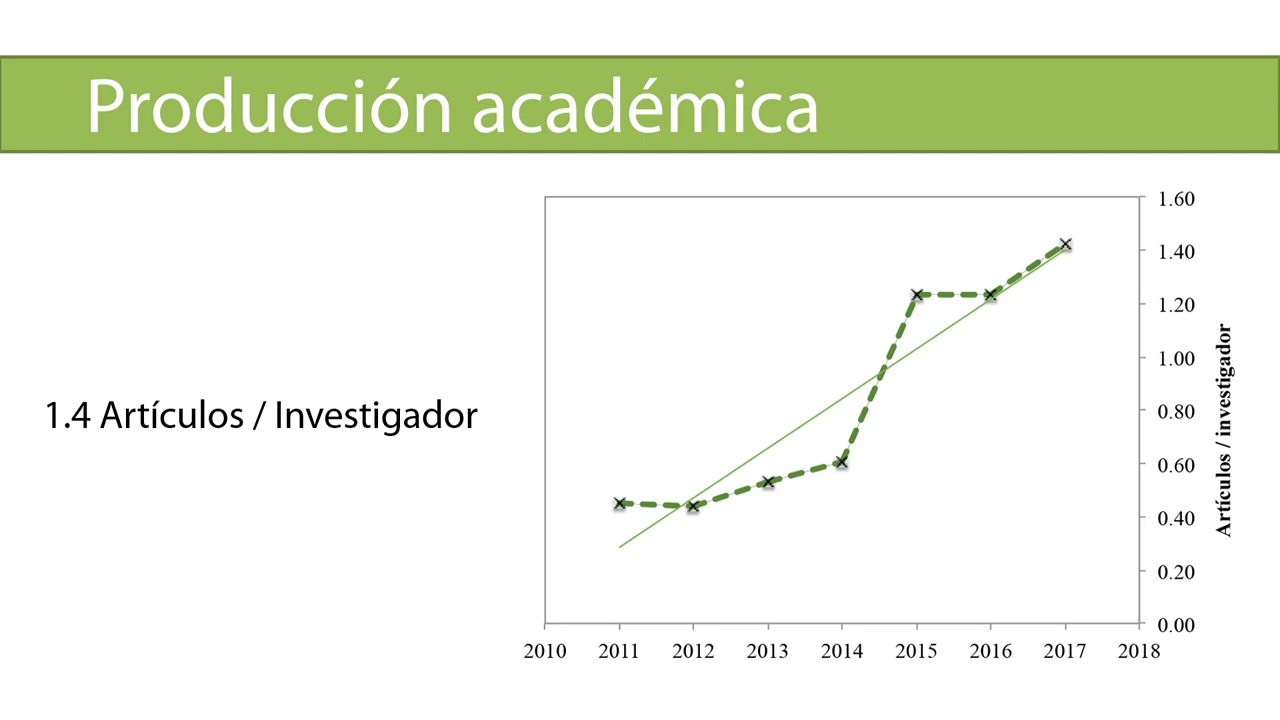 Producción académica
1.4 Artículos / Investigador
1.60
1.40
1.20
1.00
0.80
0.60
0.40
0.20
0.00
Artículos / investigador
2010 2011 2012 2013 2014 2015 2016 2017 2018